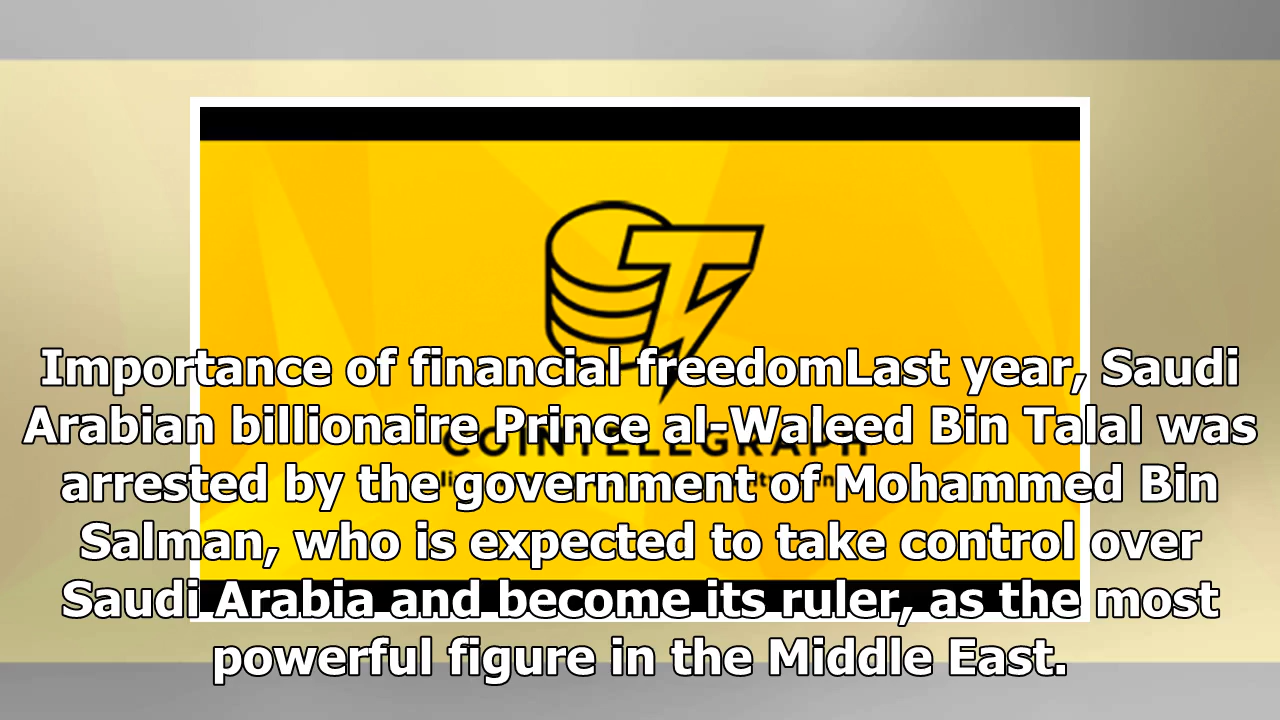 Importance of financial freedomLast year, Saudi
Arabian billionaire Prince al-Waleed Bin Talal was
COINTELEGRAPH
arrested by the government of Mohammed Bin
Salman, who is expected to take control over
Saudi Arabia and become its ruler, as the most
powerful figure in the Middle East.